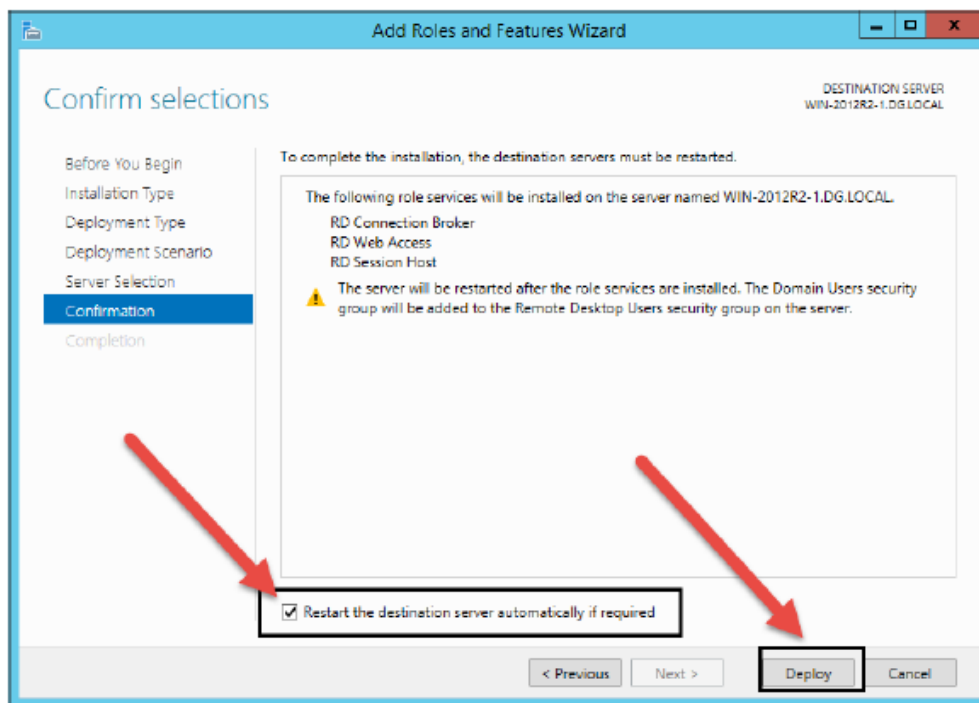 Add Roles and Features Wizard
Confirm selections
DESTINATION SERVER
WIN-2012R2-1.DG.LOCAL
Before You Begin
Installation Type
Deployment Type
Deployment Scenario
Server Selection
Confirmation
Completion
To complete the installation, the destination servers must be restarted.
The following role services will be installed on the server named WIN-2012R2-1.DG.LOCAL.
RD Connection Broker
RD Web Access
RD Session Host
The server will be restarted after the role services are installed. The Domain Users security
group will be added to the Remote Desktop Users security group on the server.
Restart the destination server automatically if required
< Previous
Next >
Deploy
Cancel